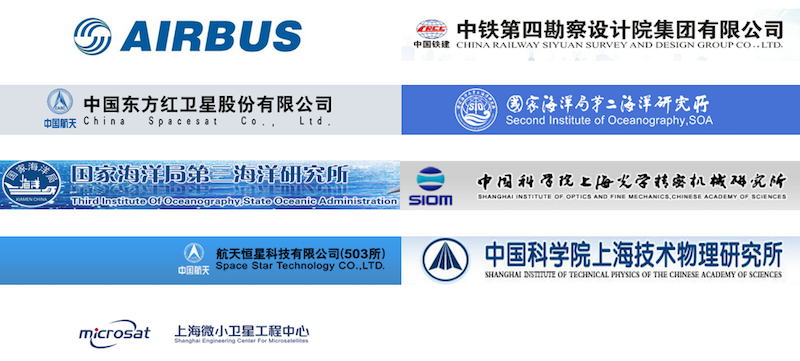 AIRBUS
CRCC
中国铁建
中铁第四勘察设计院集团有限公司
CHINA RAILWAY SIYUAN SURVEY AND DESIGN GROUP CO.,LTD.
中国航天
中国东方红卫星股份有限公司
China Spacesat Co., Ltd.
SIO
國家海洋局第二海洋研究所
Second Institute of Oceanography,SOA
国家海洋局
XIAMEN CHINA
国家海洋局第三海洋研究所
Third Institute Of Oceanography,State Oceanic Administration
SIOM
中国科学院上海光学精密机械研究所
SHANGHAI INSTITUTE OF OPTICS AND FINE MECHANICS,CHINESE ACADEMY OF SCIENCES
中国航天
航天恒星科技有限公司(503所)
Space Star Technology CO.,LTD.
中国科学院上海技术物理研究所
SHANGHAI INSTITUTE OF TECHNICAL PHYSICS OF THE CHINESE ACADEMY OF SCIENCES
microsat
上海微小卫星工程中心
Shanghai Engineering Center For Microsatellites